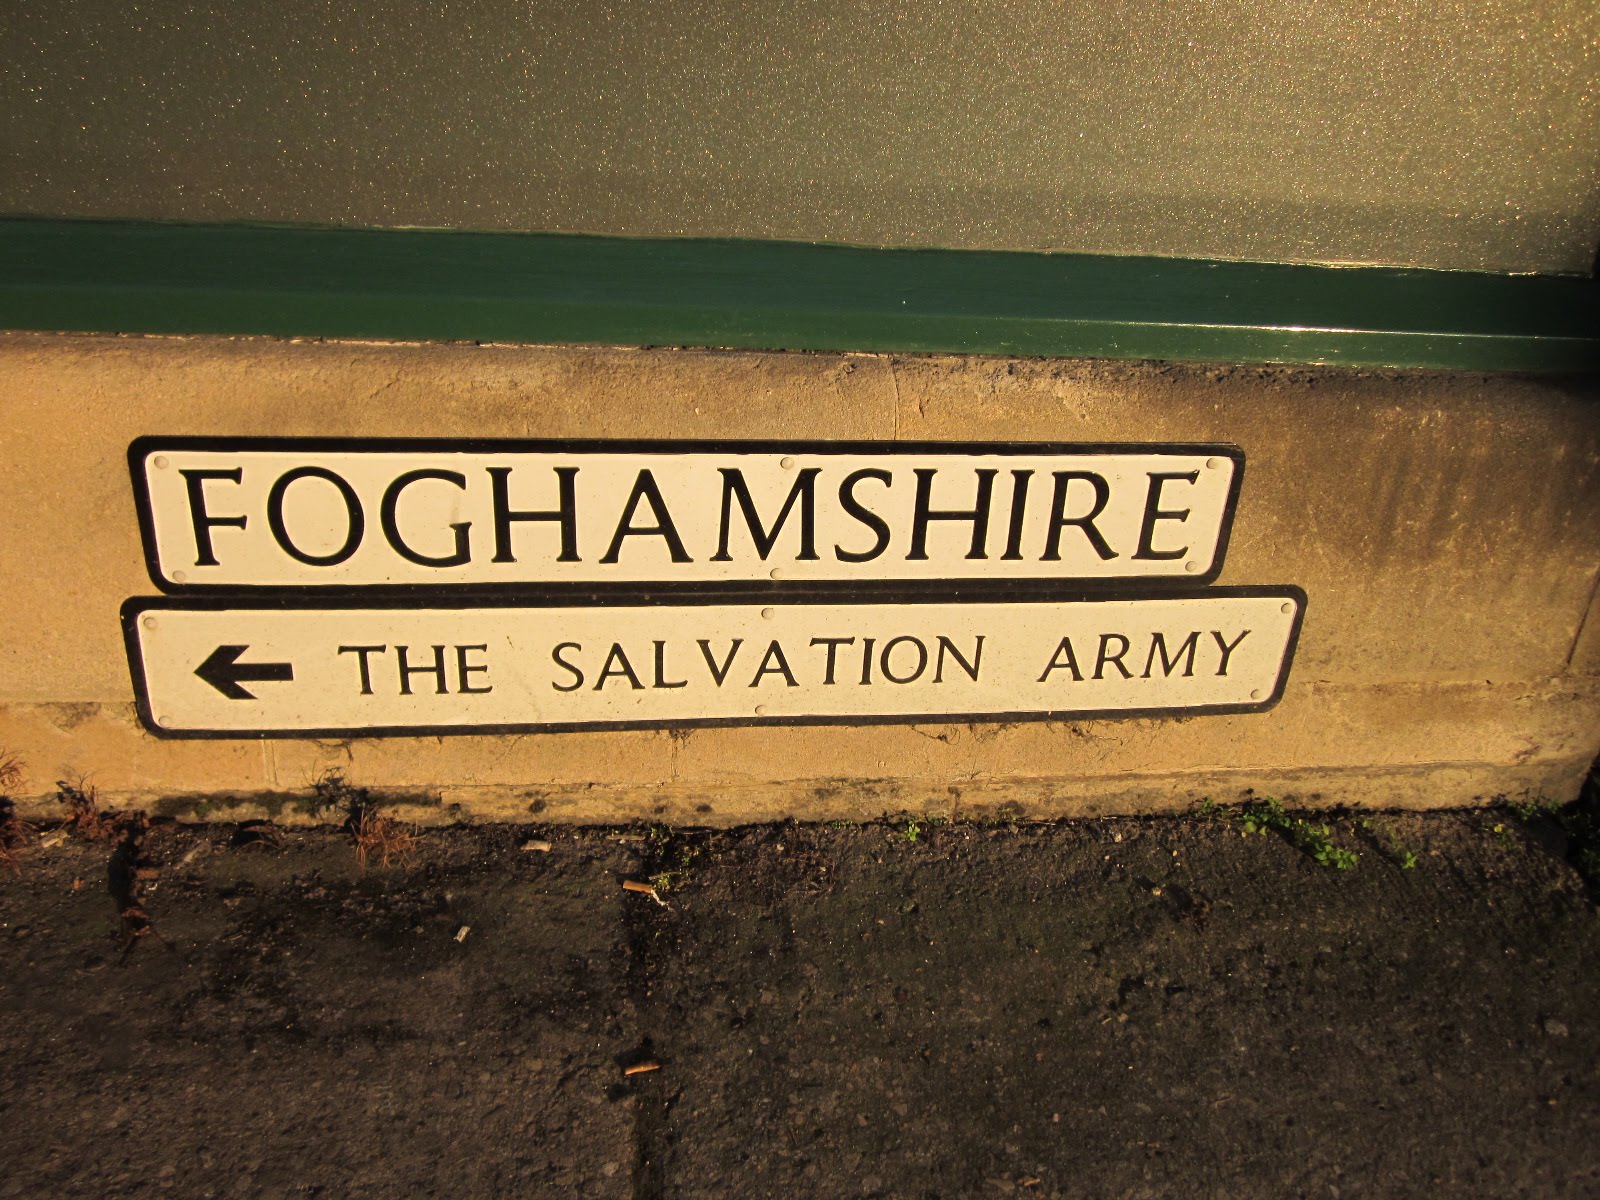 FOGHAMSHIRE
← THE SALVATION ARMY